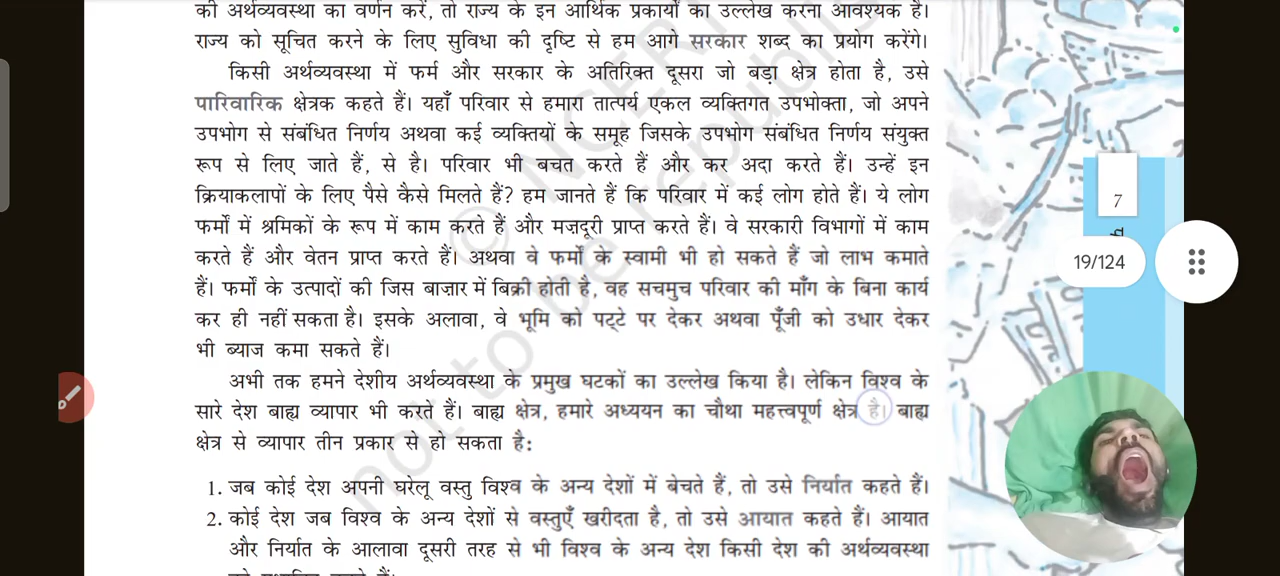 की अर्थव्यवस्था का वर्णन करें, तो राज्य के इन आर्थिक प्रकार्यों का उल्लेख करना आवश्यक है।
राज्य को सूचित करने के लिए सुविधा की दृष्टि से हम आगे सरकार शब्द का प्रयोग करेंगे।
किसी अर्थव्यवस्था में फर्म और सरकार के अतिरिक्त दूसरा जो बड़ा क्षेत्र होता है, उसे
पारिवारिक क्षेत्रक कहते हैं। यहाँ परिवार से हमारा तात्पर्य एकल व्यक्तिगत उपभोक्ता, जो अपने
उपभोग से संबंधित निर्णय अथवा कई व्यक्तियों के समूह जिसके उपभोग संबंधित निर्णय संयुक्त
रूप से लिए जाते हैं, से है। परिवार भी बचत करते हैं और कर अदा करते हैं। उन्हें इन
क्रियाकलापों के लिए पैसे कैसे मिलते हैं? हम जानते हैं कि परिवार में कई लोग होते हैं। ये लोग
फर्मों में श्रमिकों के रूप में काम करते हैं और मज़दूरी प्राप्त करते हैं। वे सरकारी विभागों में काम
करते हैं और वेतन प्राप्त करते हैं। अथवा वे फर्मों के स्वामी भी हो सकते हैं जो लाभ कमाते
हैं। फर्मों के उत्पादों की जिस बाज़ार में बिक्री होती है, वह सचमुच परिवार की माँग के बिना कार्य
कर ही नहीं सकता है। इसके अलावा, वे भूमि को पट्टे पर देकर अथवा पूँजी को उधार देकर
भी ब्याज कमा सकते हैं।
अभी तक हमने देशीय अर्थव्यवस्था के प्रमुख घटकों का उल्लेख किया है। लेकिन विश्व के
सारे देश बाह्य व्यापार भी करते हैं। बाह्य क्षेत्र, हमारे अध्ययन का चौथा महत्त्वपूर्ण क्षेत्र है। बाह्य
क्षेत्र से व्यापार तीन प्रकार से हो सकता है:
1. जब कोई देश अपनी घरेलू वस्तु विश्व के अन्य देशों में बेचते हैं, तो उसे निर्यात कहते हैं।
2. कोई देश जब विश्व के अन्य देशों से वस्तुएँ खरीदता है, तो उसे आयात कहते हैं। आयात
और निर्यात के आलावा दूसरी तरह से भी विश्व के अन्य देश किसी देश की अर्थव्यवस्था
© NCERT
not to be republis
7
19/124